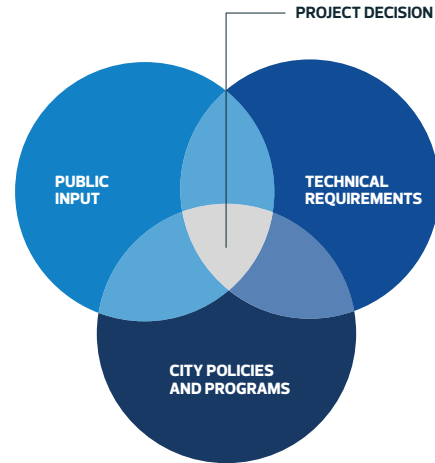 PROJECT DECISION
PUBLIC
INPUT
TECHNICAL
REQUIREMENTS
CITY POLICIES
AND PROGRAMS